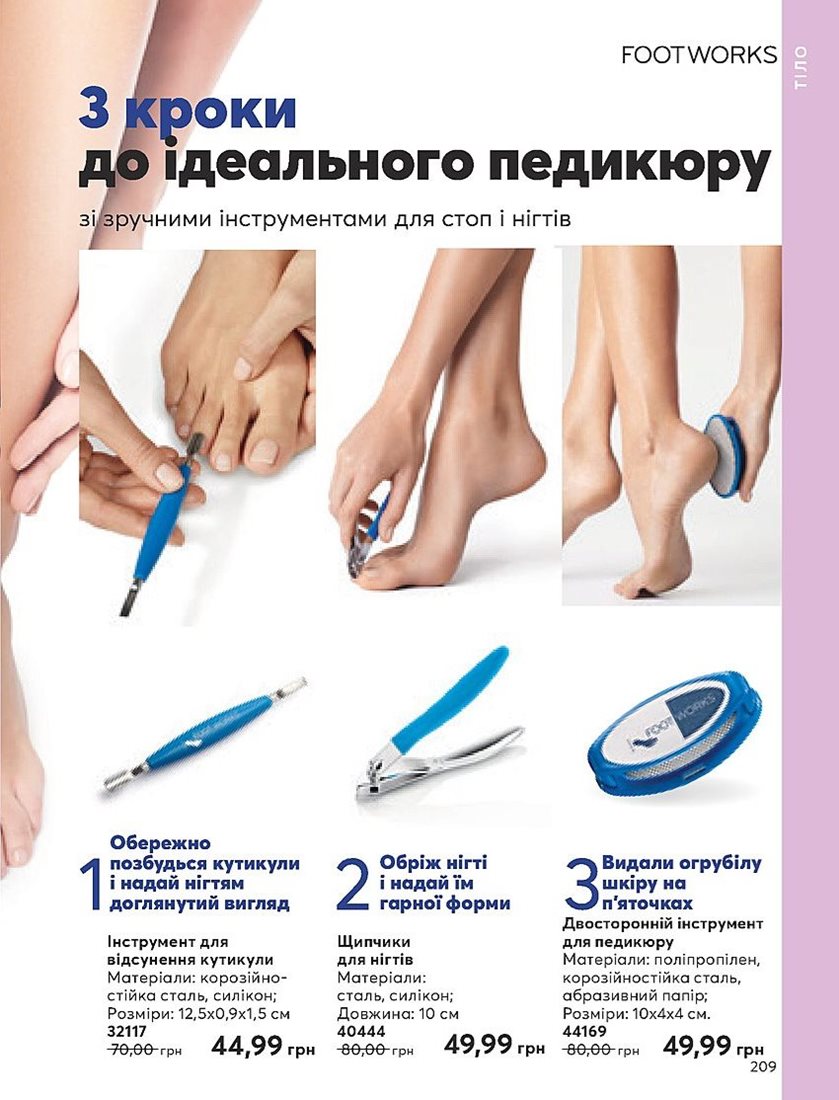 FOOTWORKS
ТІЛО
3 кроки
до ідеального педикюру
зі зручними інструментами для стоп і нігтів
FOOTWORKS
1
Обережно
позбудься кутикули
і надай нігтям
доглянутий вигляд
Інструмент для
відсунення кутикули
Матеріали: корозійно-
стійка сталь, силікон;
Розміри: 12,5х0,9х1,5 см
32117
70,00 грн 44,99 грн
2
Обріж нігті
і надай їм
гарної форми
Щипчики
для нігтів
Матеріали:
сталь, силікон;
Довжина: 10 см
40444
80,00 грн 49,99 грн
3
Видали огрубілу
шкіру на
п'яточках
Двосторонній інструмент
для педикюру
Матеріали: поліпропілен,
корозійностійка сталь,
абразивний папір;
Розміри: 10х4х4 см.
44169
80,00 грн 49,99 грн
209